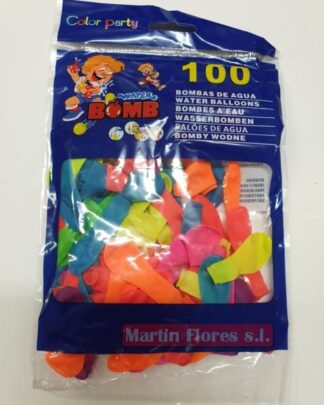 Color party
100
WATER
BOMB
BOMBAS DE AGUA
WATER BALLOONS
BOMBES A'EAU
WASSERBOMBEN
BALÕES DE AGUA
BOMBY WODNE
Martin Flores s.l.